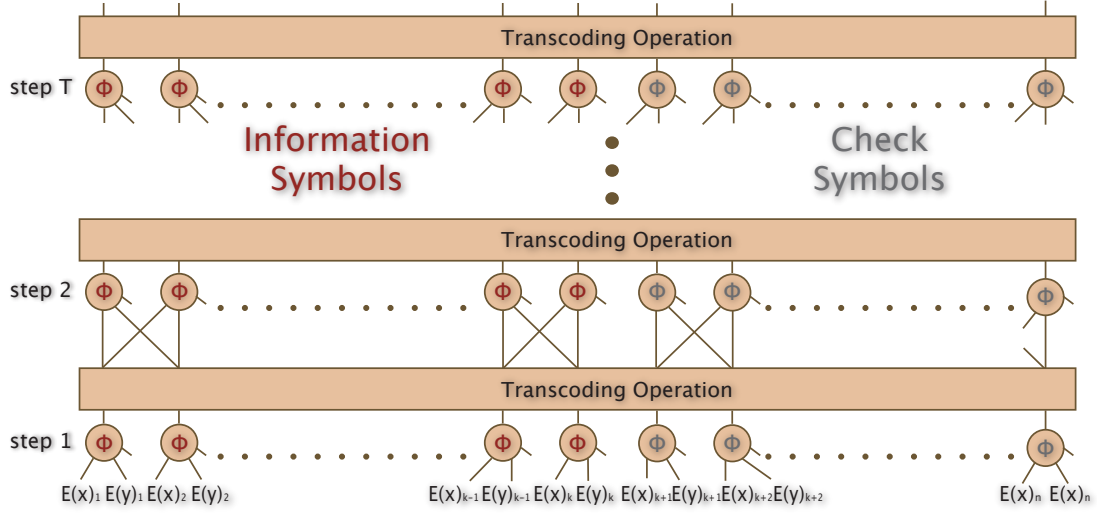 Transcoding Operation
step T Φ Φ Φ Φ Φ Φ Φ
Information Symbols
Check Symbols
Transcoding Operation
step 2 Φ Φ Φ Φ Φ Φ Φ
Transcoding Operation
step 1 Φ Φ Φ Φ Φ Φ Φ
E(x)₁ E(y)₁ E(x)₂ E(y)₂ E(x)ₖ₋₁ E(y)ₖ₋₁ E(x)ₖ E(y)ₖ E(x)ₖ₊₁ E(y)ₖ₊₁ E(x)ₖ₊₂ E(y)ₖ₊₂ E(x)ₙ E(x)ₙ